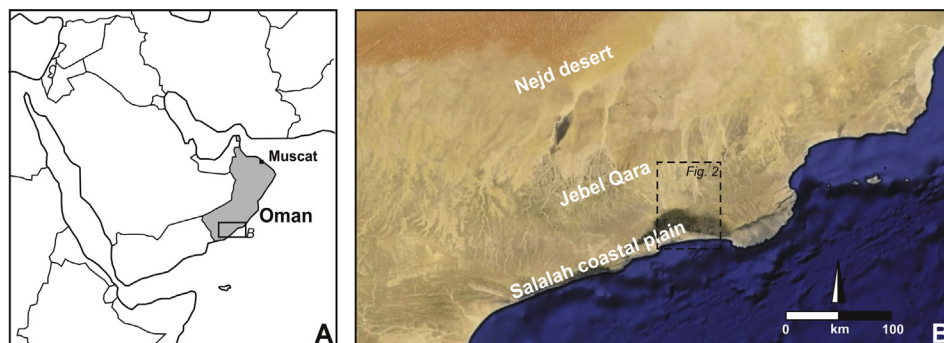 Muscat
Oman
B
A
Nejd desert
Jebel Qara
Fig. 2
Salalah coastal plain
0 km 100
B